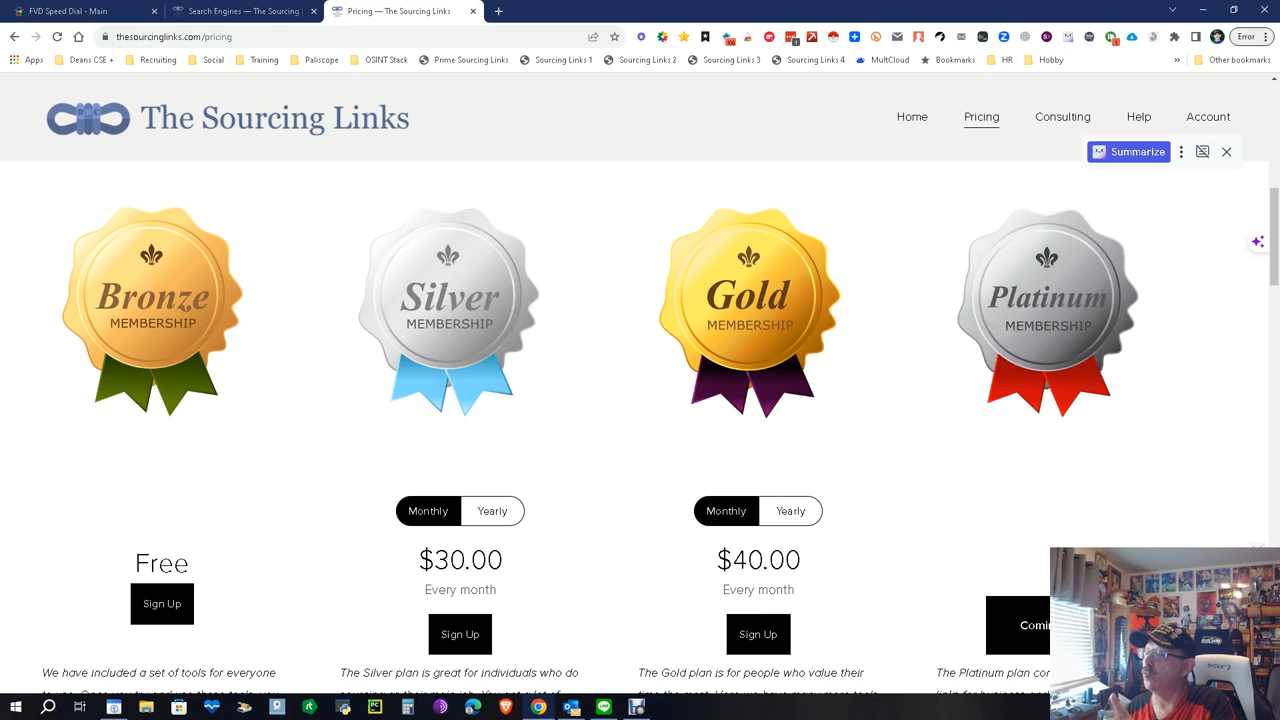 FVD Speed Dial - Main
Search Engines — The Sourcing L
Pricing — The Sourcing Links
thesourcinglinks.com/pricing
Error
Apps
Deans CSE +
Recruiting
Social
Training
Paliscope
OSINT Stack
Prime Sourcing Links
Sourcing Links 1
Sourcing Links 2
Sourcing Links 3
Sourcing Links 4
MultCloud
Bookmarks
HR
Hobby
»
Other bookmarks
The Sourcing Links
Home
Pricing
Consulting
Help
Account
Summarize
Bronze
MEMBERSHIP
Silver
MEMBERSHIP
Gold
MEMBERSHIP
Platinum
MEMBERSHIP
Monthly
Yearly
Monthly
Yearly
Free
$30.00
$40.00
Every month
Every month
Sign Up
Sign Up
Sign Up
Comi
We have included a set of tools for everyone
The Silver plan is great for individuals who do
The Gold plan is for people who value their
The Platinum plan co